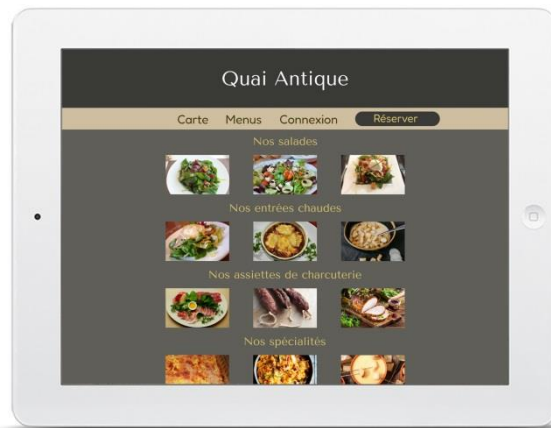 Quai Antique
Carte Menus Connexion Réserver
Nos salades
Nos entrées chaudes
Nos assiettes de charcuterie
Nos spécialités